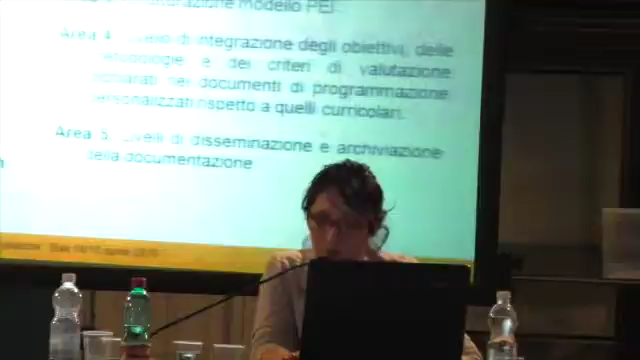 modello PEI
Area 4. Livello di integrazione degli obiettivi, delle
metodologie e dei criteri di valutazione
dichiarati nei documenti di programmazione
personalizzati rispetto a quelli curricolari.
Area 5. Livelli di disseminazione e archiviazione
della documentazione